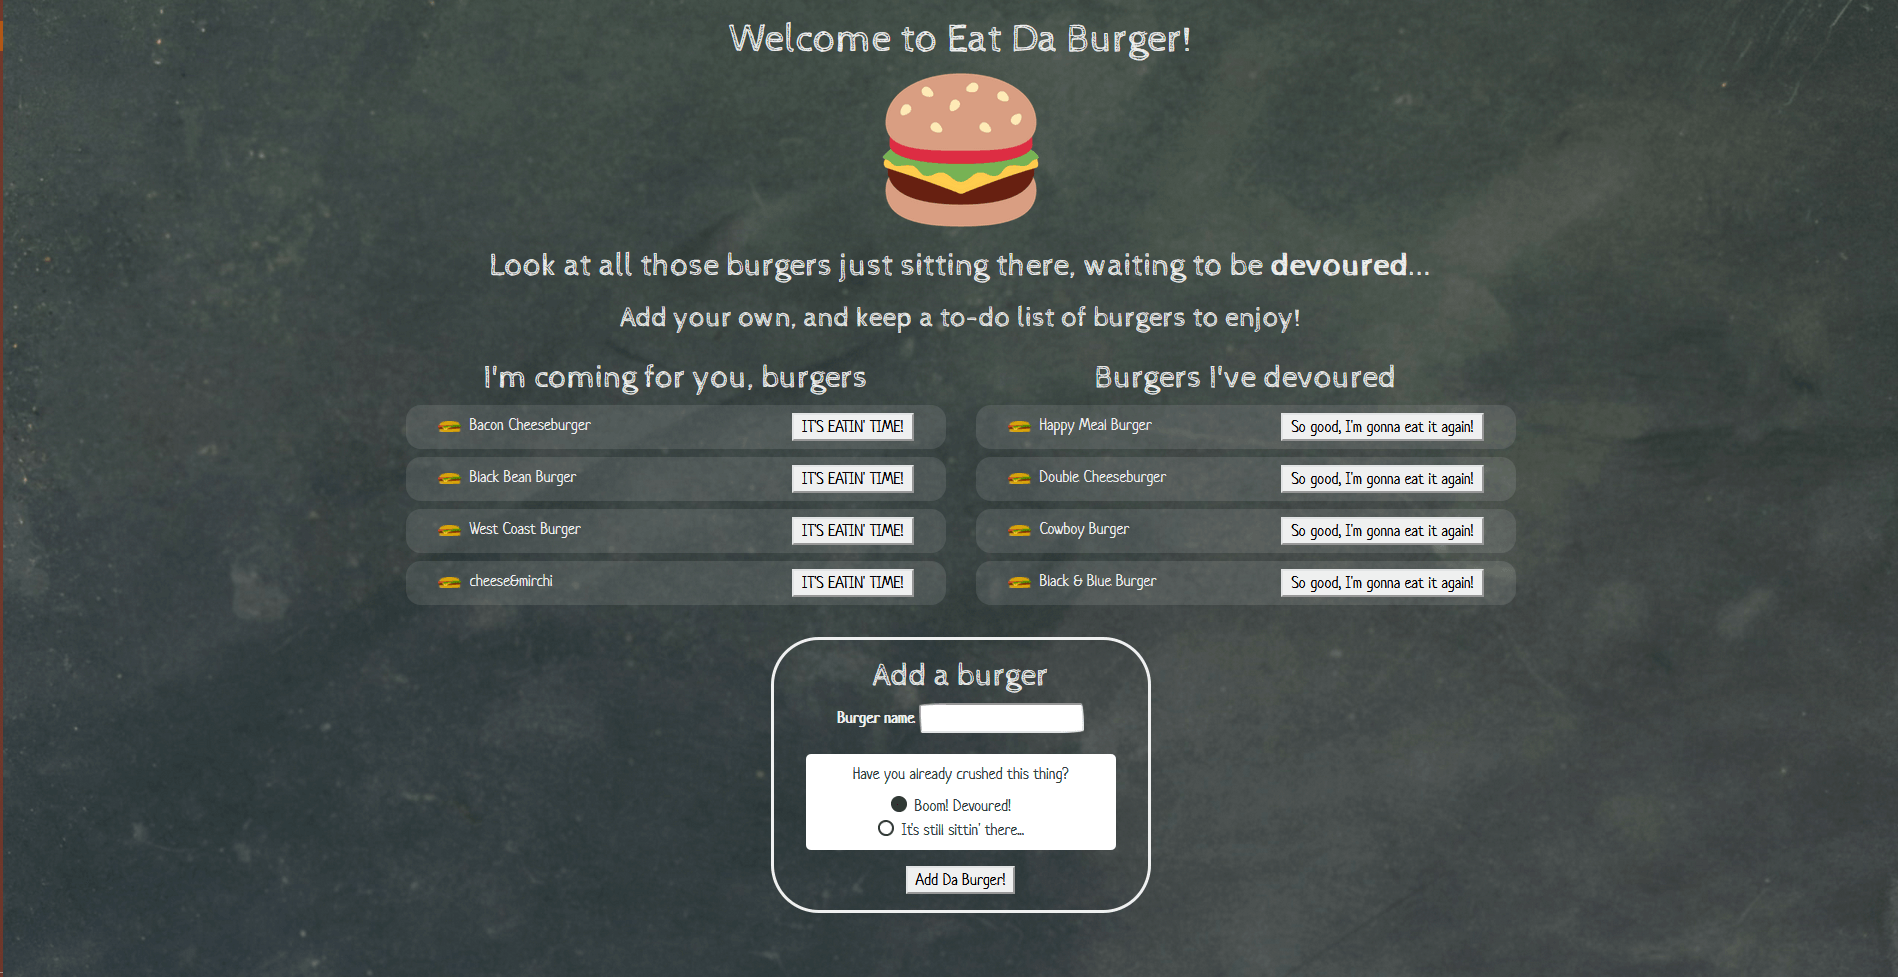 Welcome to Eat Da Burger!
Look at all those burgers just sitting there, waiting to be devoured...
Add your own, and keep a to-do list of burgers to enjoy!
I'm coming for you, burgers
Bacon Cheeseburger IT'S EATIN' TIME!
Black Bean Burger IT'S EATIN' TIME!
West Coast Burger IT'S EATIN' TIME!
cheese&mirchi IT'S EATIN' TIME!
Burgers I've devoured
Happy Meal Burger So good, I'm gonna eat it again!
Double Cheeseburger So good, I'm gonna eat it again!
Cowboy Burger So good, I'm gonna eat it again!
Black & Blue Burger So good, I'm gonna eat it again!
Add a burger
Burger name
Have you already crushed this thing?
Boom! Devoured!
It's still sittin' there...
Add Da Burger!